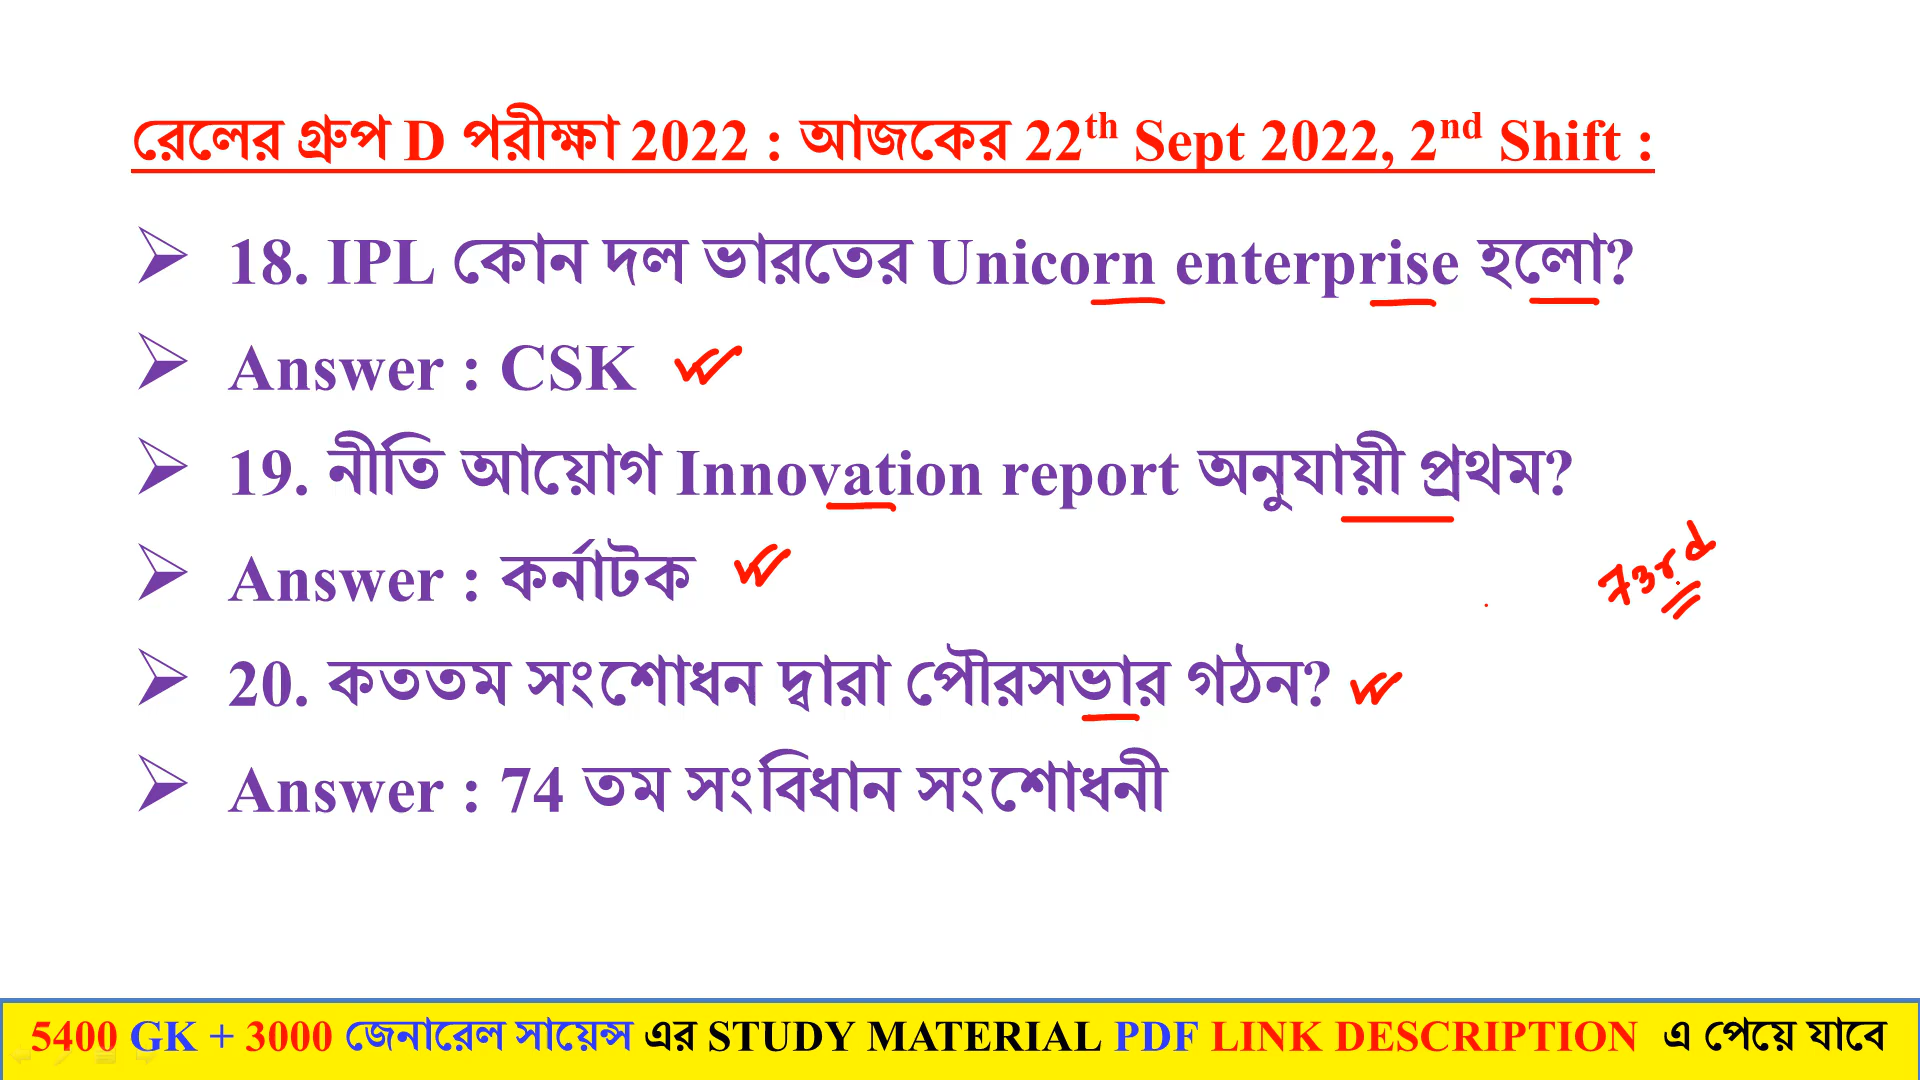 রেলের গ্রুপ D পরীক্ষা 2022 : আজকের 22th Sept 2022, 2nd Shift :
➢ 18. IPL কোন দল ভারতের Unicorn enterprise হলো?
➢ Answer : CSK
➢ 19. নীতি আয়োগ Innovation report অনুযায়ী প্রথম?
➢ Answer : কর্নাটক
73rd
➢ 20. কততম সংশোধন দ্বারা পৌরসভার গঠন?
➢ Answer : 74 তম সংবিধান সংশোধনী
5400 GK + 3000 জেনারেল সায়েন্স এর STUDY MATERIAL PDF LINK DESCRIPTION এ পেয়ে যাবে